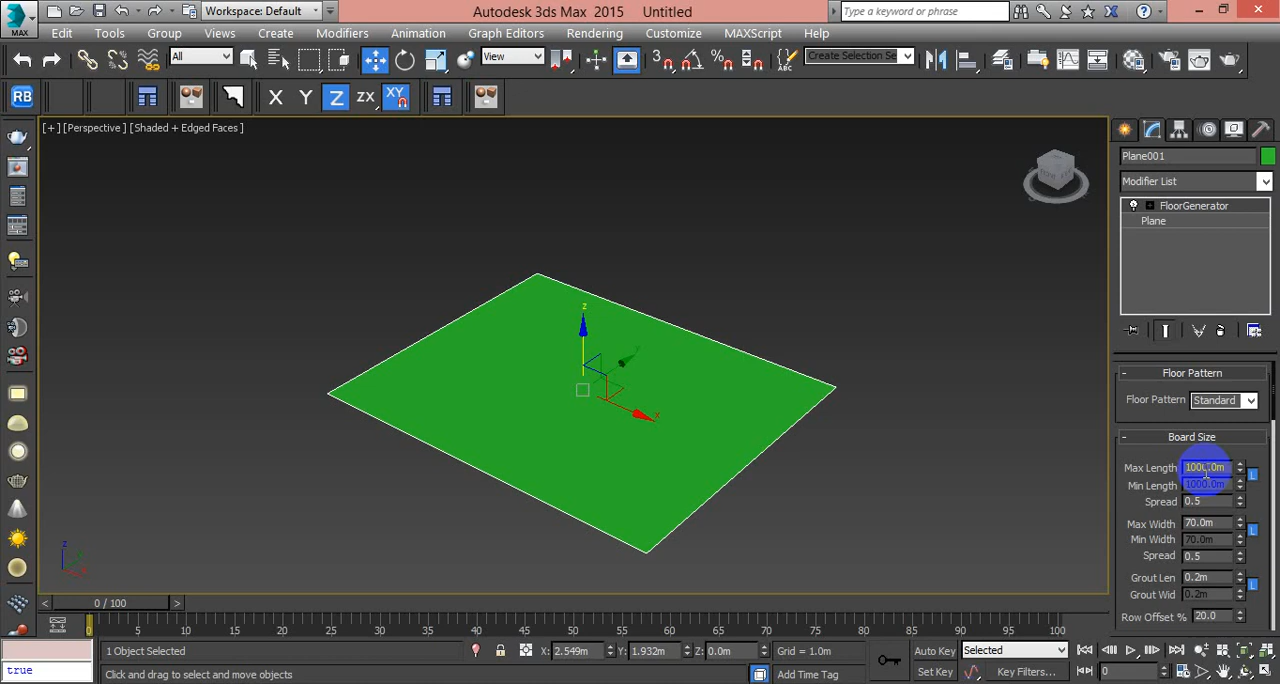 MAX
Workspace: Default
Autodesk 3ds Max 2015 Untitled
Type a keyword or phrase
Edit Tools Group Views Create Modifiers Animation Graph Editors Rendering Customize MAXScript Help
All
View
3
%
Create Selection Se
RB X Y Z ZX XY
[+] [Perspective ] [Shaded + Edged Faces ]
Plane001
Modifier List
FloorGenerator
Plane
z
x
- Floor Pattern
Floor Pattern Standard
- Board Size
Max Length 1000.0m
L
Min Length 1000.0m
Spread 0.5
Max Width 70.0m
L
Min Width 70.0m
Spread 0.5
Grout Len 0.2m
L
Grout Wid 0.2m
Row Offset % 20.0
z
< 0 / 100 >
0 5 10 15 20 25 30 35 40 45 50 55 60 65 70 75 80 85 90 95 100
1 Object Selected X: 2.549m Y: 1.932m Z: 0.0m Grid = 1.0m Auto Key Selected
true Click and drag to select and move objects Add Time Tag Set Key Key Filters... 0